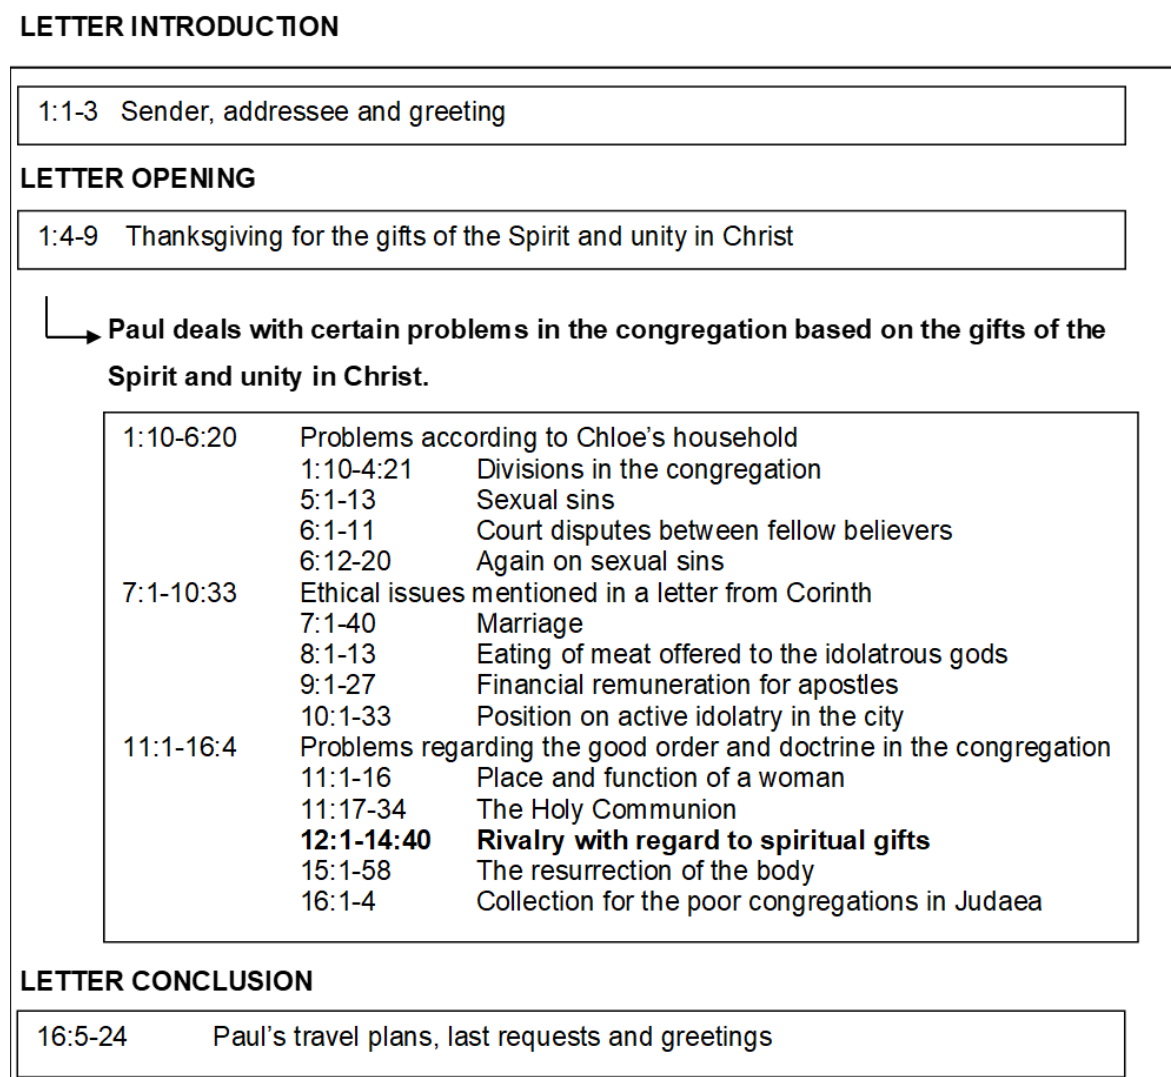 LETTER INTRODUCTION
1:1-3 Sender, addressee and greeting
LETTER OPENING
1:4-9 Thanksgiving for the gifts of the Spirit and unity in Christ
Paul deals with certain problems in the congregation based on the gifts of the
Spirit and unity in Christ.
1:10-6:20 Problems according to Chloe's household
1:10-4:21 Divisions in the congregation
5:1-13 Sexual sins
6:1-11 Court disputes between fellow believers
6:12-20 Again on sexual sins
7:1-10:33 Ethical issues mentioned in a letter from Corinth
7:1-40 Marriage
8:1-13 Eating of meat offered to the idolatrous gods
9:1-27 Financial remuneration for apostles
10:1-33 Position on active idolatry in the city
11:1-16:4 Problems regarding the good order and doctrine in the congregation
11:1-16 Place and function of a woman
11:17-34 The Holy Communion
12:1-14:40 Rivalry with regard to spiritual gifts
15:1-58 The resurrection of the body
16:1-4 Collection for the poor congregations in Judaea
LETTER CONCLUSION
16:5-24 Paul's travel plans, last requests and greetings